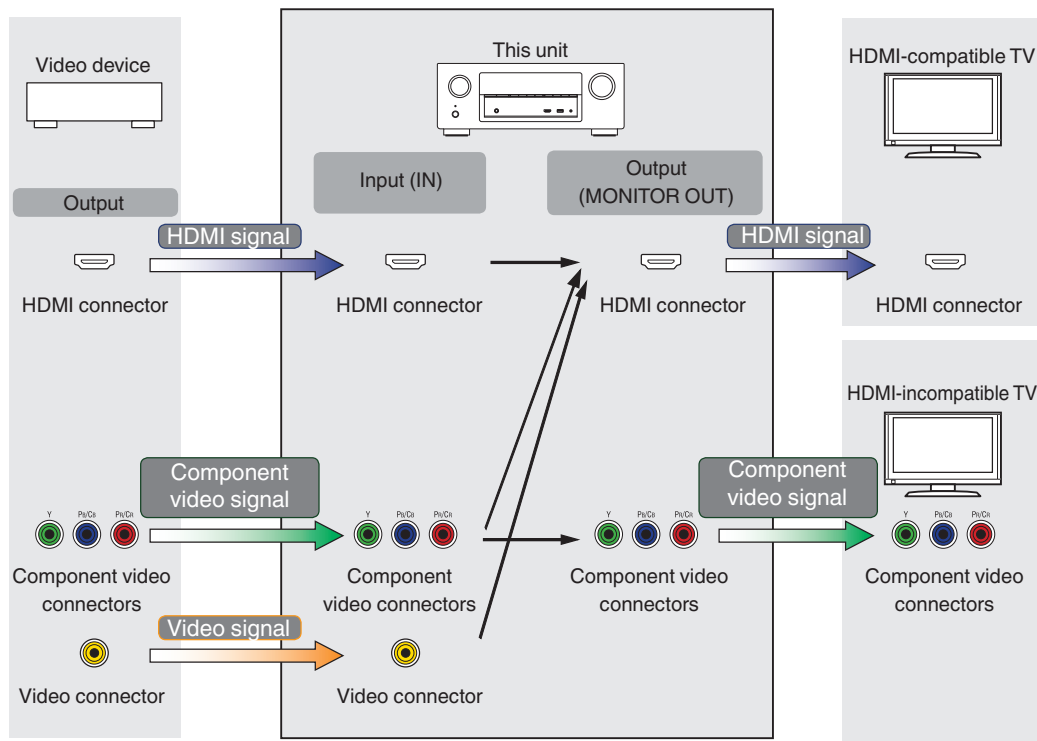 This unit
Video device
HDMI-compatible TV
Input (IN)
Output
(MONITOR OUT)
Output
HDMI signal
HDMI signal
HDMI connector
HDMI connector
HDMI connector
HDMI connector
HDMI-incompatible TV
Component
video signal
Component
video signal
Y PB/CB PR/CR
Y PB/CB PR/CR
Y PB/CB PR/CR
Y PB/CB PR/CR
Component video
connectors
Component
video connectors
Component video
connectors
Component video
connectors
Video signal
Video connector
Video connector